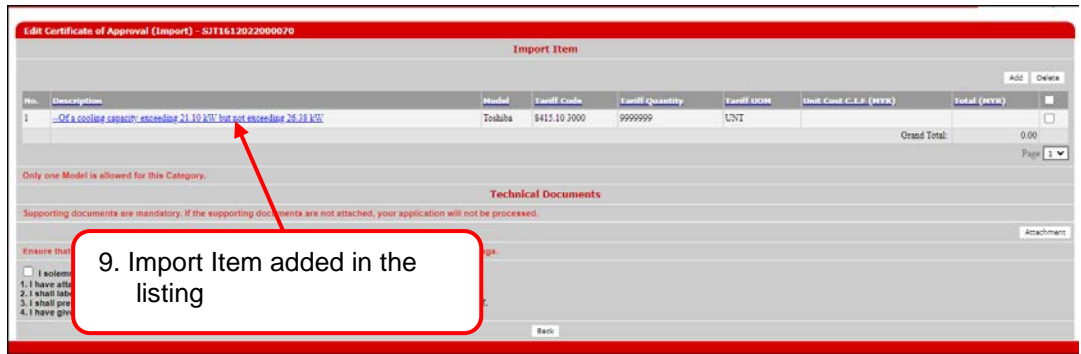 Edit Certificate of Approval (Import) - SJT1612022000070
Import Item
Add Delete
No. Description Model Tariff Code Tariff Quantity Tariff UOM Unit Cost C.I.F (MYR) Total (MYR)
1 --Of a cooling capacity exceeding 21.10 kW but not exceeding 26.38 kW Toshiba 8415.10 3000 9999999 UNT
Grand Total: 0.00
Page 1
Only one Model is allowed for this Category.
Technical Documents
Supporting documents are mandatory. If the supporting documents are not attached, your application will not be processed.
Attachment
Ensure that
I solem
1. I have atta
2. I shall labe
3. I shall pre
4. I have giv
9. Import Item added in the
listing
Back